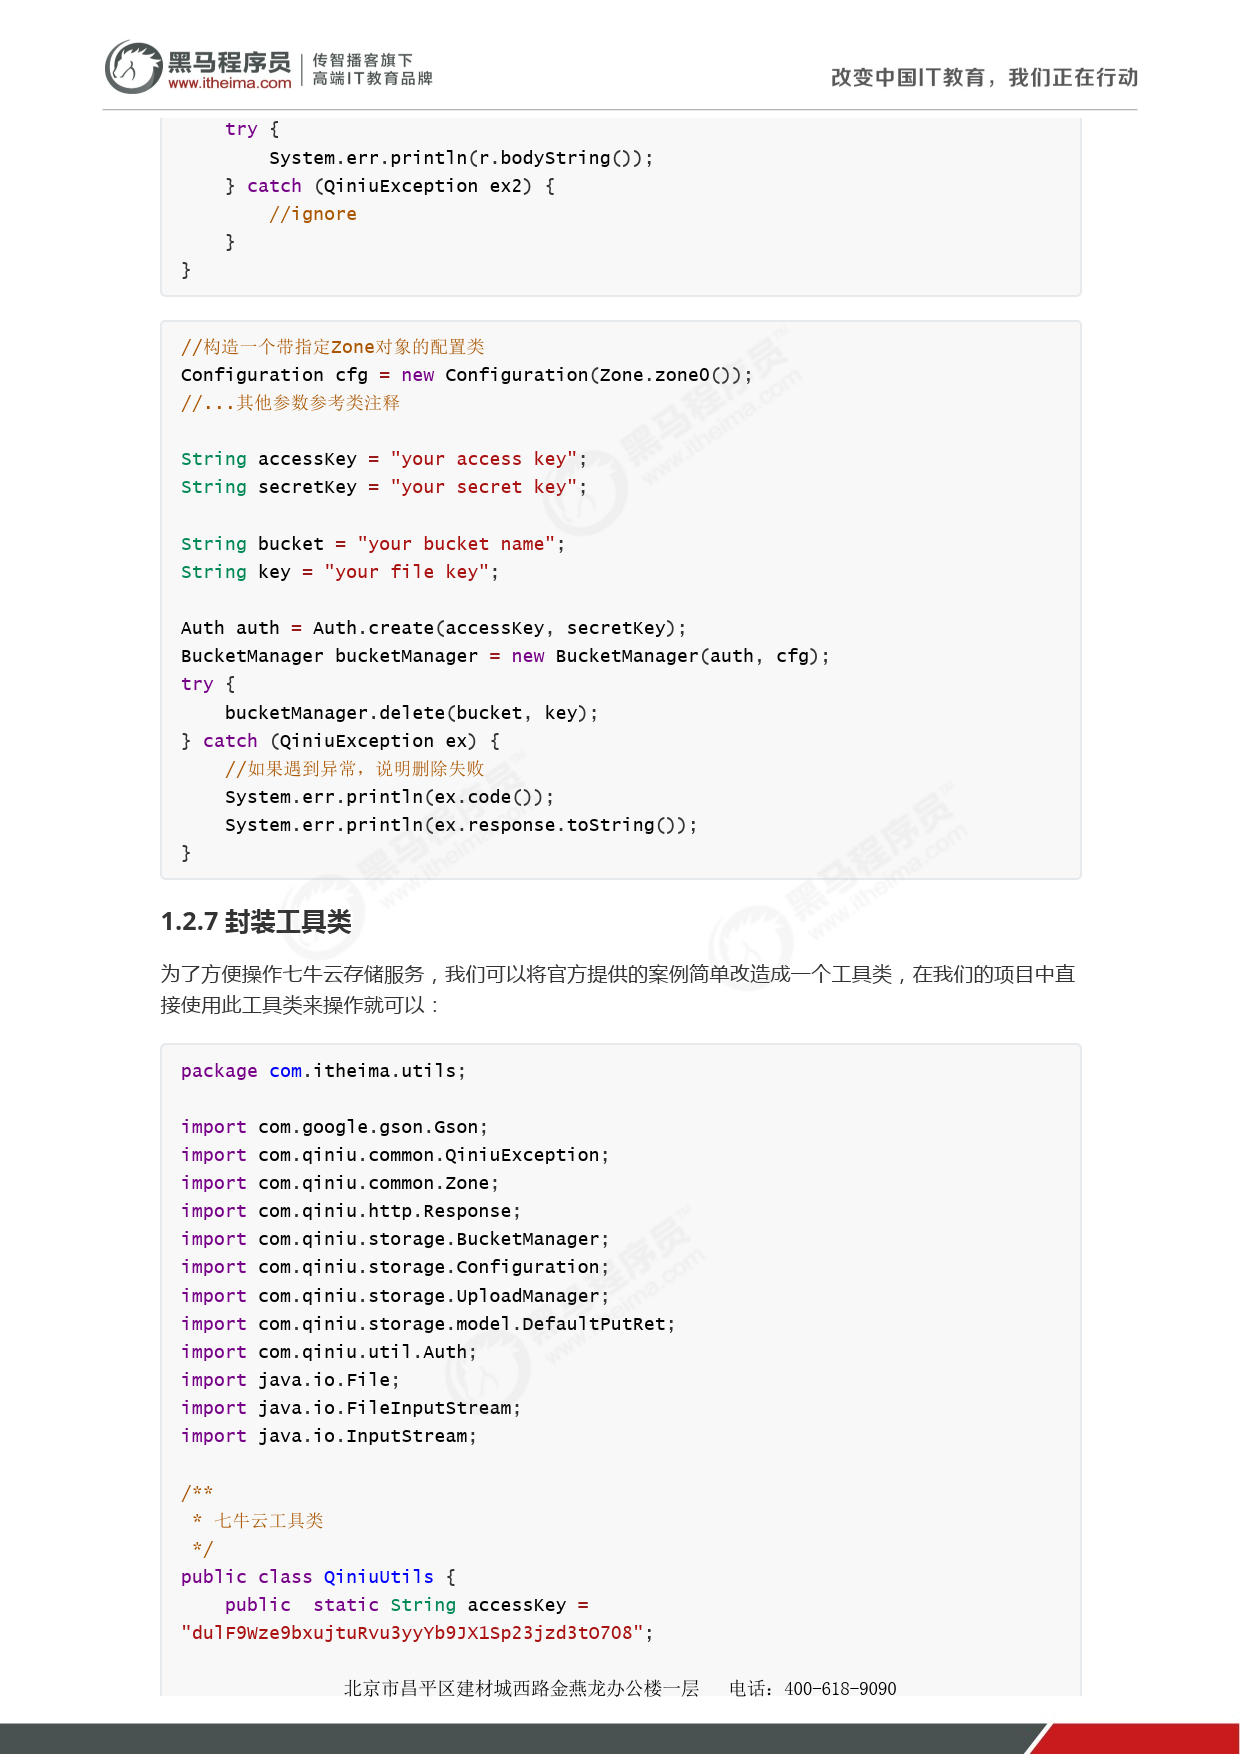 黑马程序员
www.itheima.com
传智播客旗下
高端IT教育品牌
改变中国IT教育，我们正在行动
    try {
        System.err.println(r.bodyString());
    } catch (QiniuException ex2) {
        //ignore
    }
}
//构造一个带指定Zone对象的配置类
Configuration cfg = new Configuration(Zone.zone0());
//...其他参数参考类注释
String accessKey = "your access key";
String secretKey = "your secret key";
String bucket = "your bucket name";
String key = "your file key";
Auth auth = Auth.create(accessKey, secretKey);
BucketManager bucketManager = new BucketManager(auth, cfg);
try {
    bucketManager.delete(bucket, key);
} catch (QiniuException ex) {
    //如果遇到异常，说明删除失败
    System.err.println(ex.code());
    System.err.println(ex.response.toString());
}
1.2.7 封装工具类
为了方便操作七牛云存储服务，我们可以将官方提供的案例简单改造成一个工具类，在我们的项目中直
接使用此工具类来操作就可以：
package com.itheima.utils;
import com.google.gson.Gson;
import com.qiniu.common.QiniuException;
import com.qiniu.common.Zone;
import com.qiniu.http.Response;
import com.qiniu.storage.BucketManager;
import com.qiniu.storage.Configuration;
import com.qiniu.storage.UploadManager;
import com.qiniu.storage.model.DefaultPutRet;
import com.qiniu.util.Auth;
import java.io.File;
import java.io.FileInputStream;
import java.io.InputStream;
/**
 * 七牛云工具类
 */
public class QiniuUtils {
    public  static String accessKey =
"dulF9Wze9bxujtuRvu3yyYb9JX1Sp23jzd3tO7O8";
北京市昌平区建材城西路金燕龙办公楼一层   电话：400-618-9090